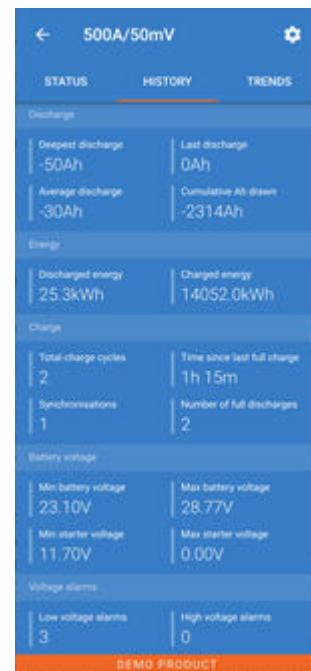 500A/50mV
STATUS HISTORY TRENDS
Discharge
Deepest discharge Last discharge
-50Ah 0Ah
Average discharge Cumulative Ah drawn
-30Ah -2314Ah
Energy
Discharged energy Charged energy
25.3kWh 14052.0kWh
Charge
Total charge cycles Time since last full charge
2 1h 15m
Synchronisations Number of full discharges
1 2
Battery voltage
Min battery voltage Max battery voltage
23.10V 28.77V
Min starter voltage Max starter voltage
11.70V 0.00V
Voltage alarms
Low voltage alarms High voltage alarms
3 0
DEMO PRODUCT